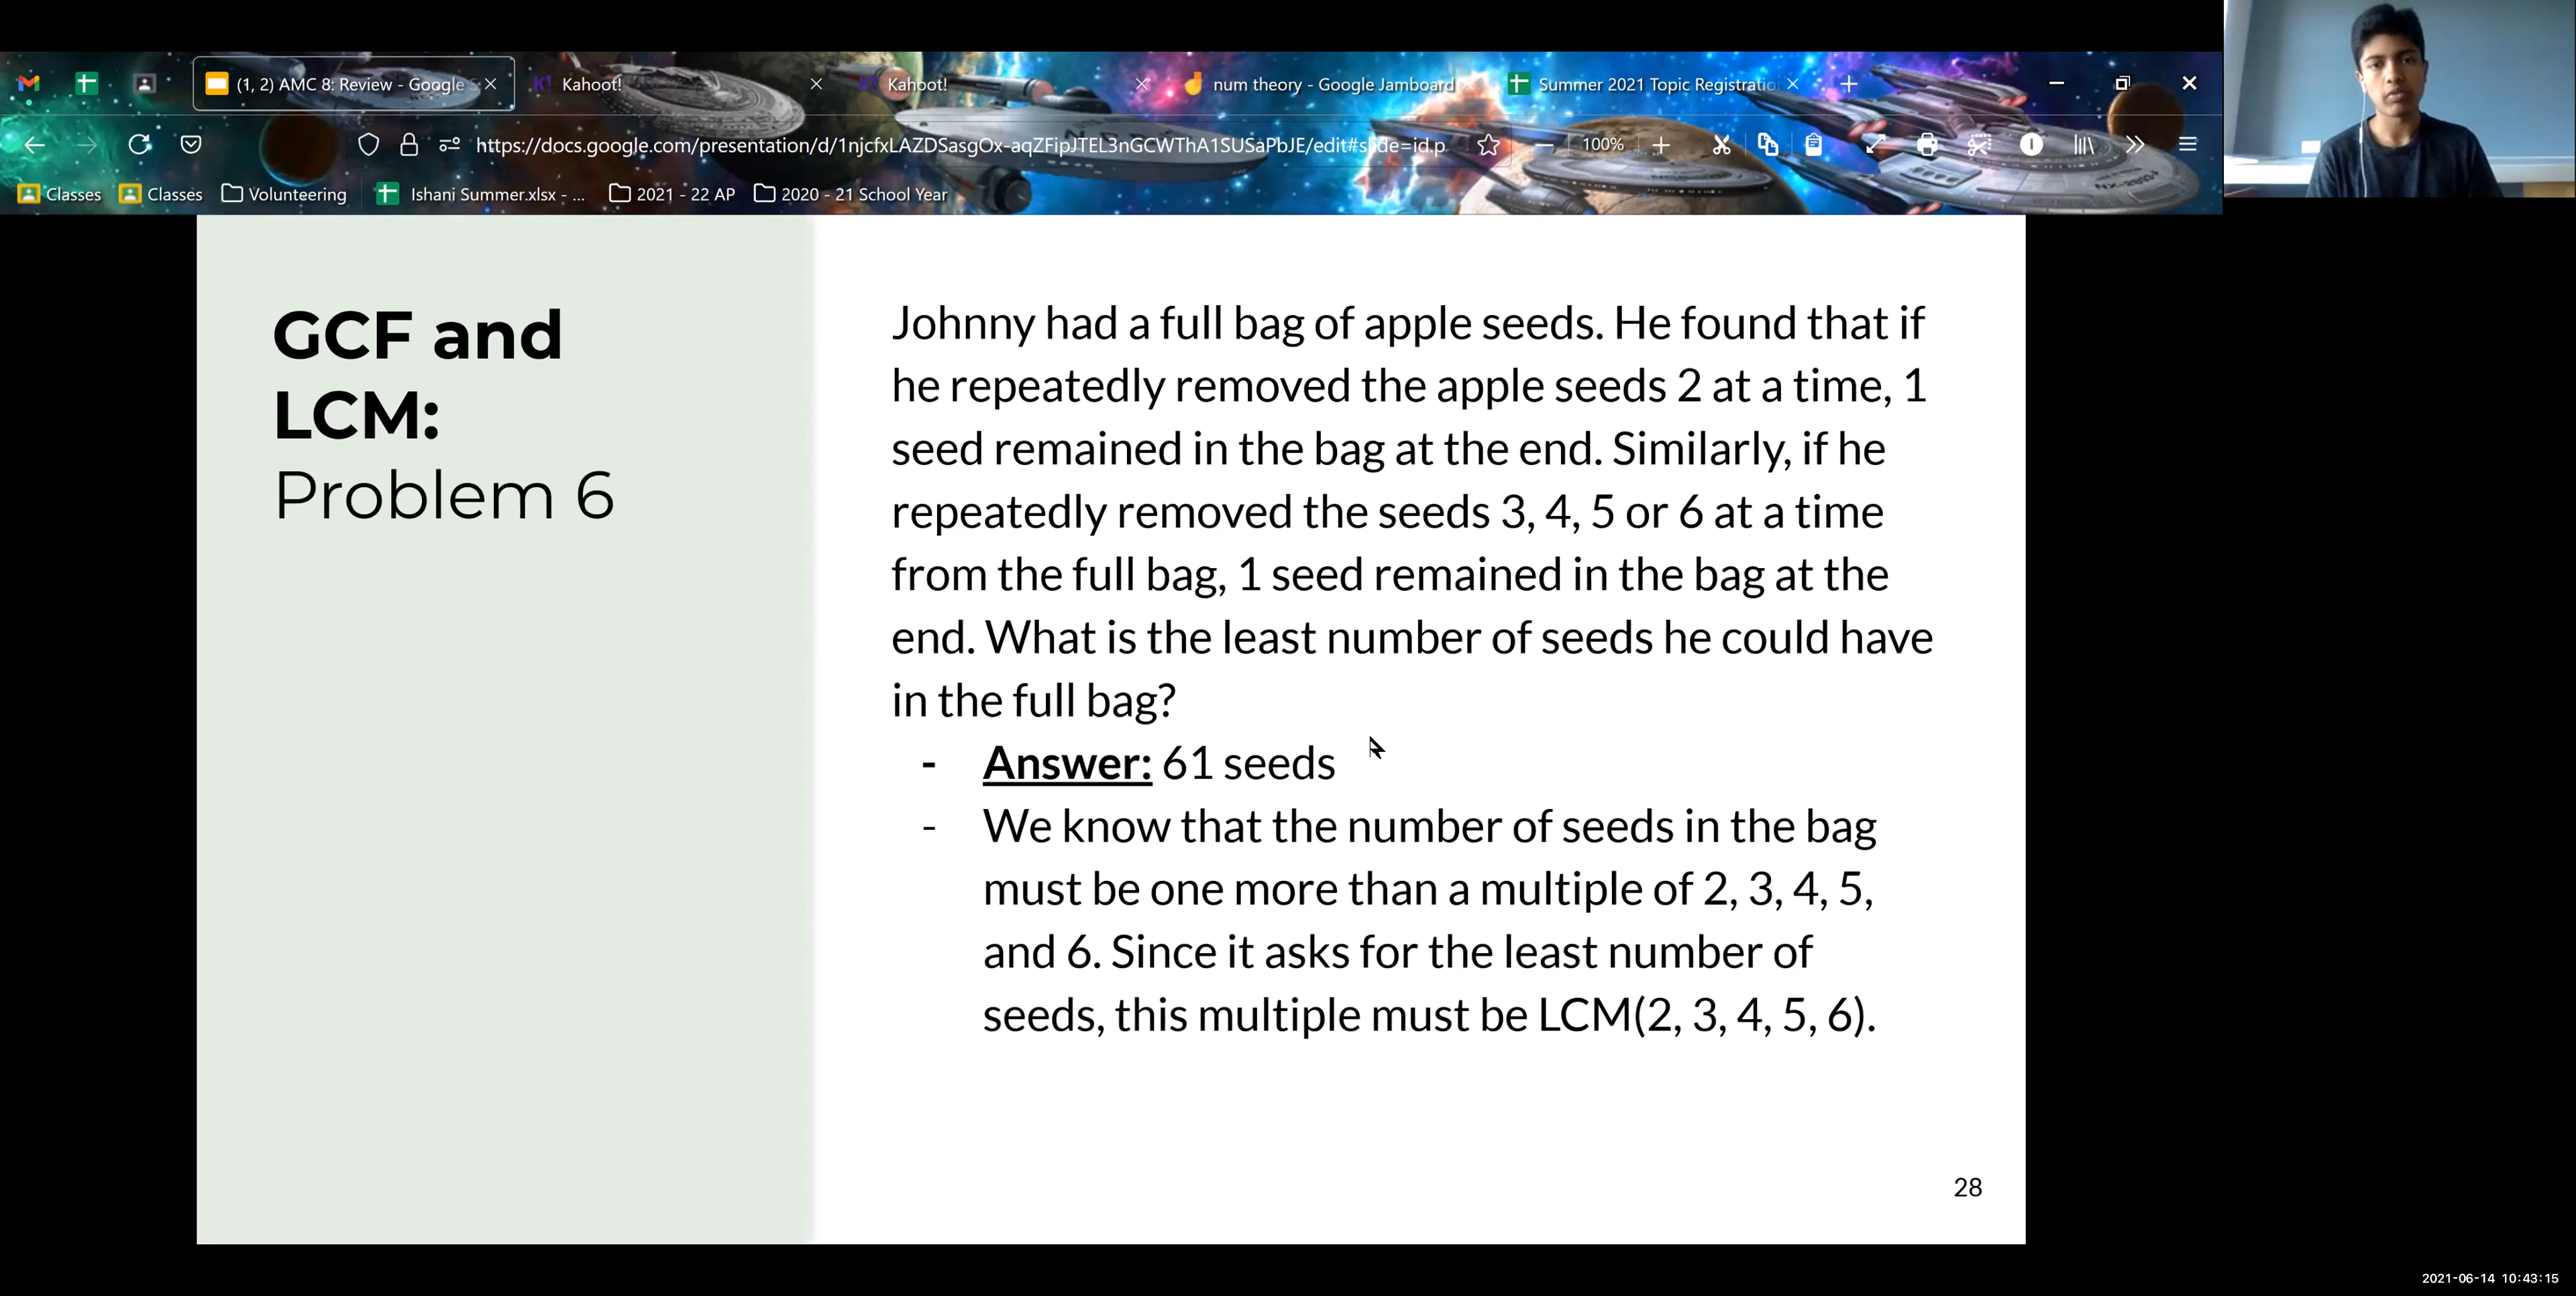 (1, 2) AMC 8: Review - Google S
Kahoot!
Kahoot!
num theory - Google Jamboard
Summer 2021 Topic Registratio
https://docs.google.com/presentation/d/1njcfxLAZDSasgOx-aqZFipJTEL3nGCWThA1SUSaPbJE/edit#slide=id.p
100%
Classes
Classes
Volunteering
Ishani Summer.xlsx - ...
2021 - 22 AP
2020 - 21 School Year
GCF and
LCM:
Problem 6
Johnny had a full bag of apple seeds. He found that if
he repeatedly removed the apple seeds 2 at a time, 1
seed remained in the bag at the end. Similarly, if he
repeatedly removed the seeds 3, 4, 5 or 6 at a time
from the full bag, 1 seed remained in the bag at the
end. What is the least number of seeds he could have
in the full bag?
- Answer: 61 seeds
- We know that the number of seeds in the bag
must be one more than a multiple of 2, 3, 4, 5,
and 6. Since it asks for the least number of
seeds, this multiple must be LCM(2, 3, 4, 5, 6).
28
2021-06-14 10:43:15